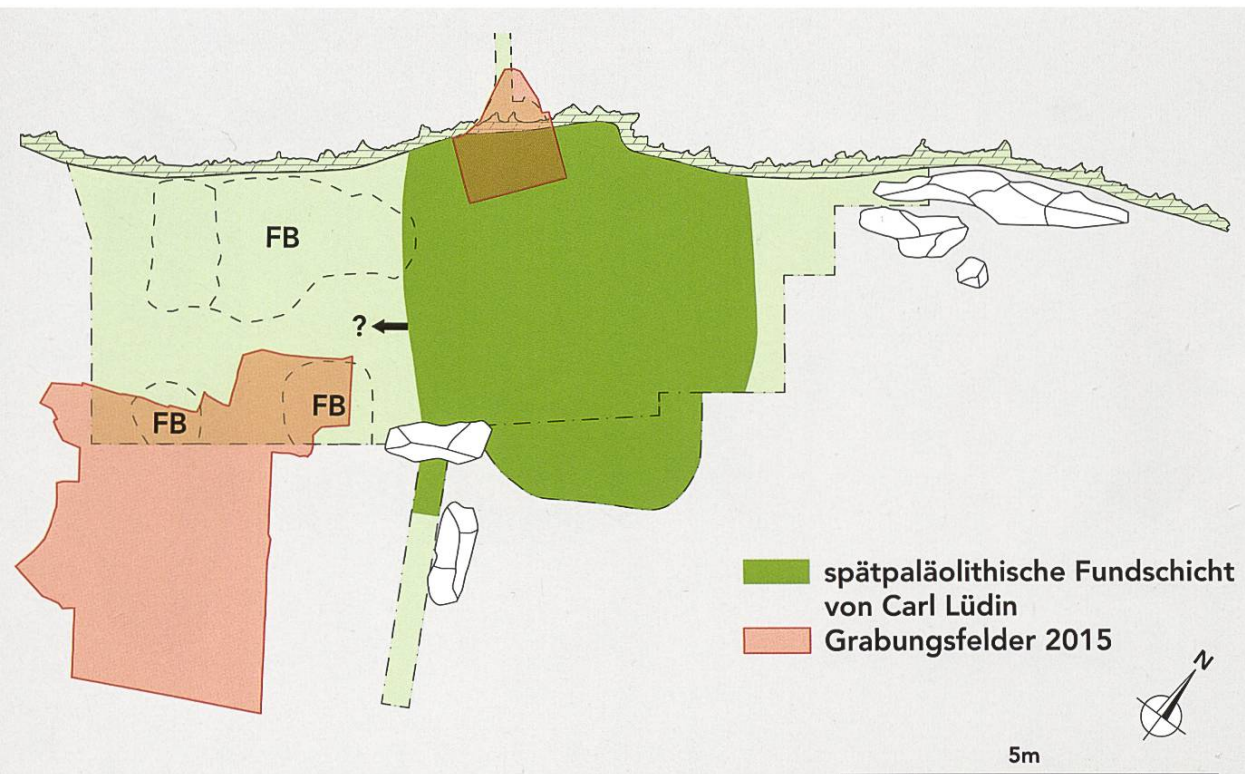 FB
? 
FB
FB
spätpaläolithische Fundschicht
von Carl Lüdin
Grabungsfelder 2015
N
5m